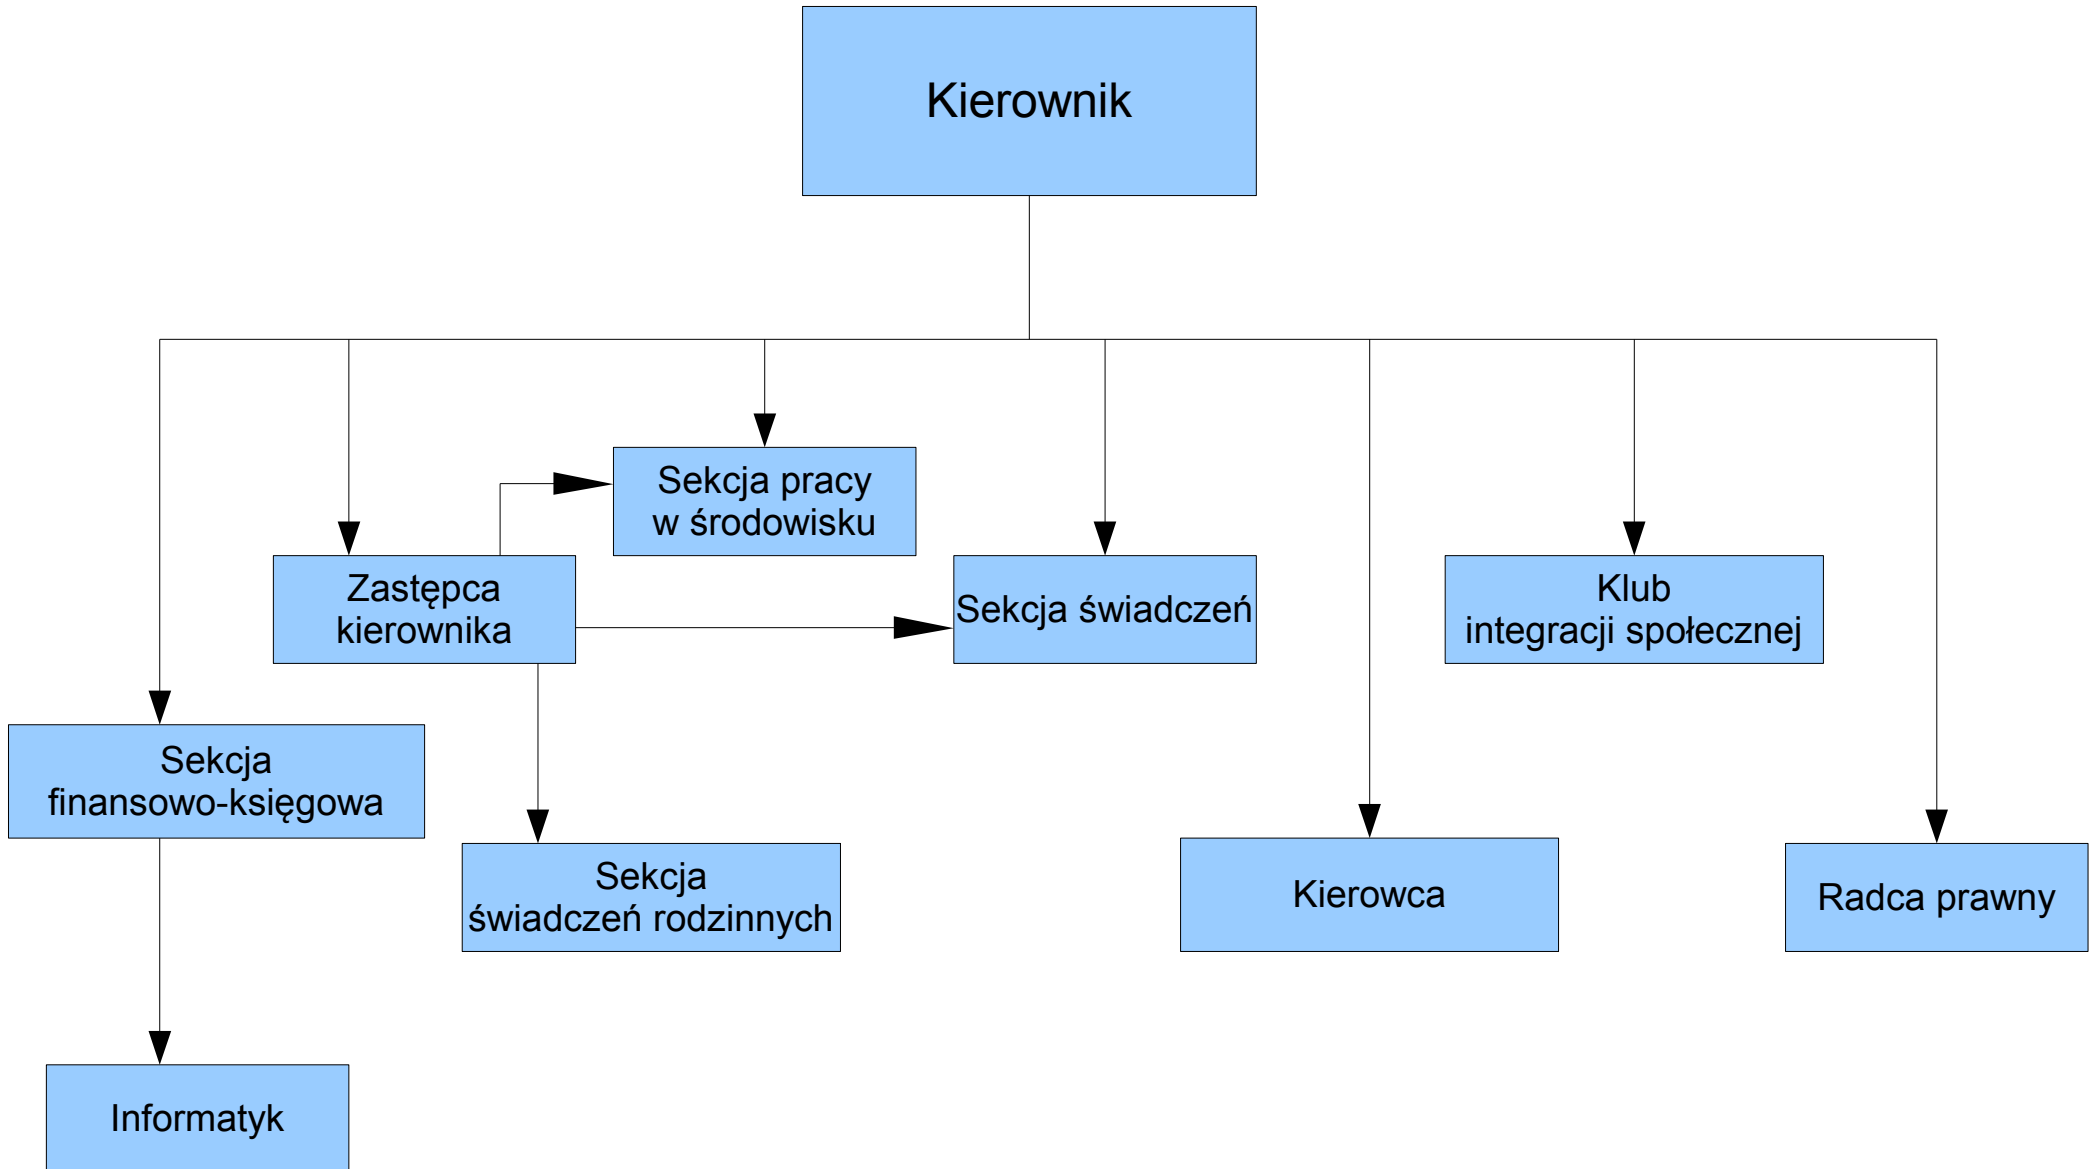 Kierownik
Sekcja pracy
w środowisku
Zastępca
kierownika
Sekcja świadczeń
Klub
integracji społecznej
Sekcja
finansowo-księgowa
Sekcja
świadczeń rodzinnych
Kierowca
Radca prawny
Informatyk